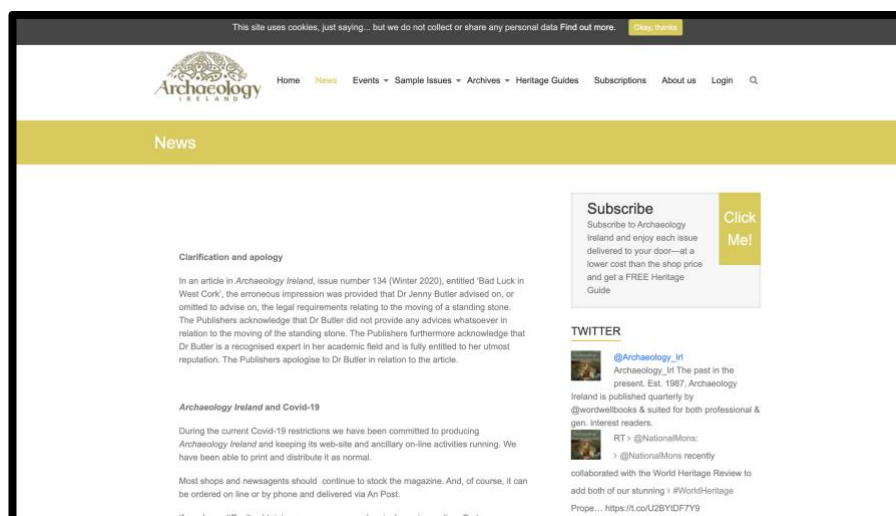 This site uses cookies, just saying... but we do not collect or share any personal data Find out more. Okay, thanks
Archaeology
IRELAND
Home News Events Sample Issues Archives Heritage Guides Subscriptions About us Login
News
Clarification and apology
In an article in Archaeology Ireland, issue number 134 (Winter 2020), entitled 'Bad Luck in
West Cork', the erroneous impression was provided that Dr Jenny Butler advised on, or
omitted to advise on, the legal requirements relating to the moving of a standing stone.
The Publishers acknowledge that Dr Butler did not provide any advices whatsoever in
relation to the moving of the standing stone. The Publishers furthermore acknowledge that
Dr Butler is a recognised expert in her academic field and is fully entitled to her utmost
reputation. The Publishers apologise to Dr Butler in relation to the article.
Archaeology Ireland and Covid-19
During the current Covid-19 restrictions we have been committed to producing
Archaeology Ireland and keeping its web-site and ancillary on-line activities running. We
have been able to print and distribute it as normal.
Most shops and newsagents should continue to stock the magazine. And, of course, it can
be ordered on line or by phone and delivered via An Post.
Subscribe
Subscribe to Archaeology
Ireland and enjoy each issue
delivered to your door—at a
lower cost than the shop price
and get a FREE Heritage
Guide
Click
Me!
TWITTER
@Archaeology_Irl
Archaeology_Irl The past in the
present. Est. 1987, Archaeology
Ireland is published quarterly by
@wordwellbooks & suited for both professional &
gen. interest readers.
RT > @NationalMons:
> @NationalMons recently
collaborated with the World Heritage Review to
add both of our stunning > #WorldHeritage
Prope… https://t.co/U2BYtDF7Y9